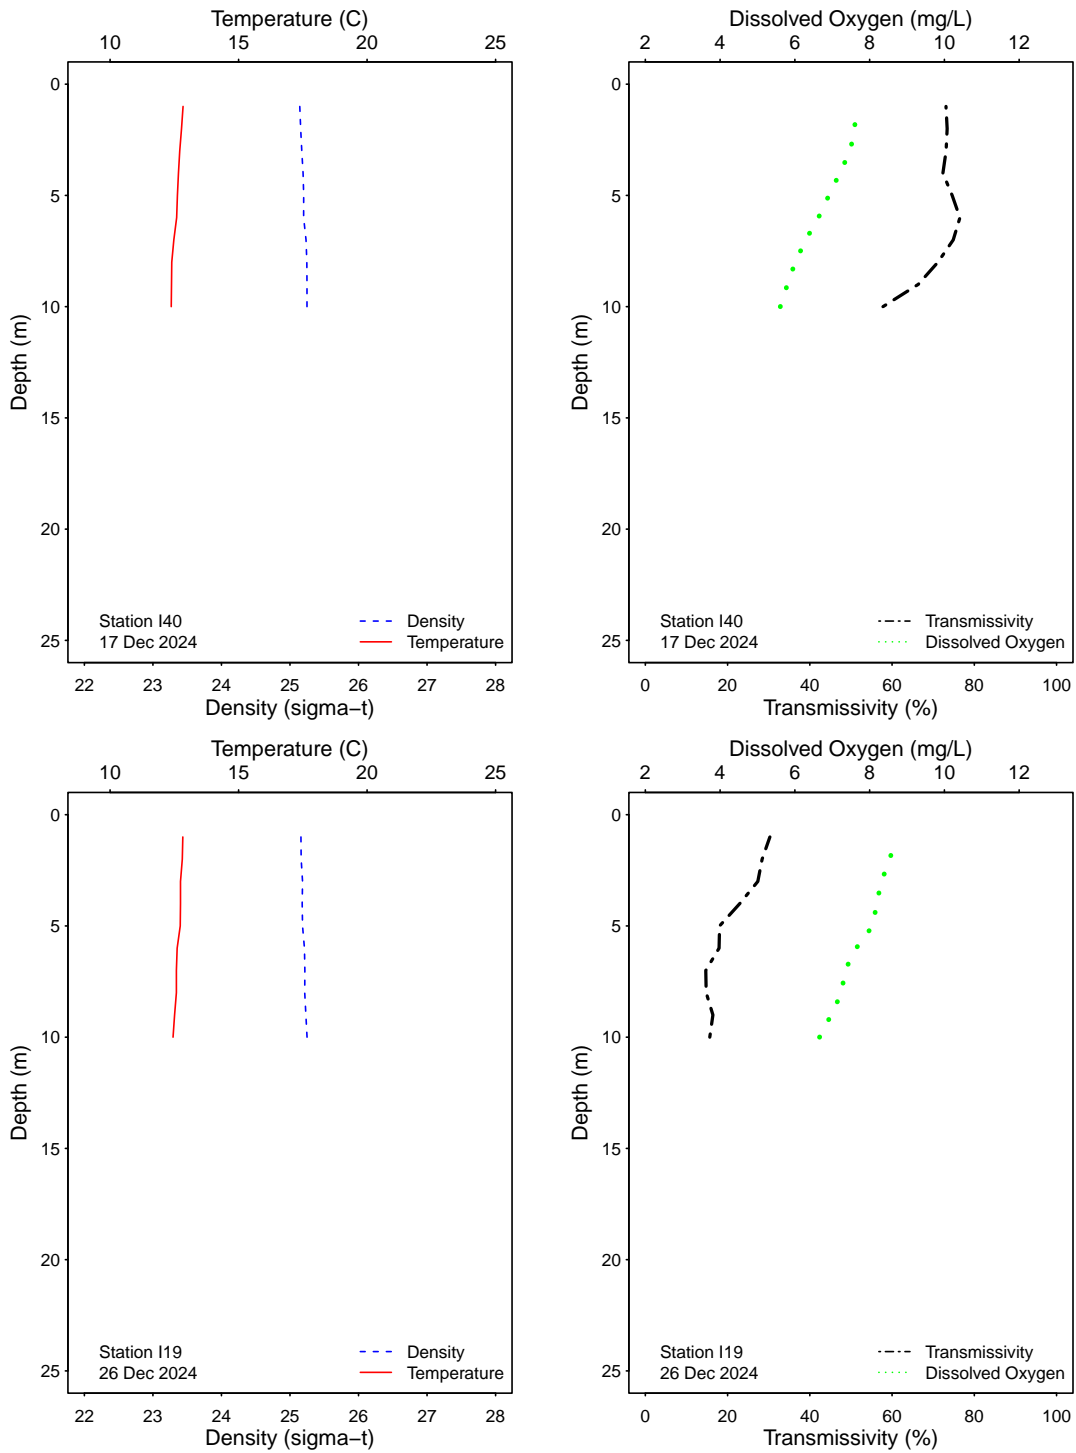 Temperature (C)
10 15 20 25
0
5
10
15
20
25
Depth (m)
Station I40
17 Dec 2024
Density
Temperature
22 23 24 25 26 27 28
Density (sigma−t)
Dissolved Oxygen (mg/L)
2 4 6 8 10 12
0
5
10
15
20
25
Depth (m)
Station I40
17 Dec 2024
Transmissivity
Dissolved Oxygen
0 20 40 60 80 100
Transmissivity (%)
Temperature (C)
10 15 20 25
0
5
10
15
20
25
Depth (m)
Station I19
26 Dec 2024
Density
Temperature
22 23 24 25 26 27 28
Density (sigma−t)
Dissolved Oxygen (mg/L)
2 4 6 8 10 12
0
5
10
15
20
25
Depth (m)
Station I19
26 Dec 2024
Transmissivity
Dissolved Oxygen
0 20 40 60 80 100
Transmissivity (%)